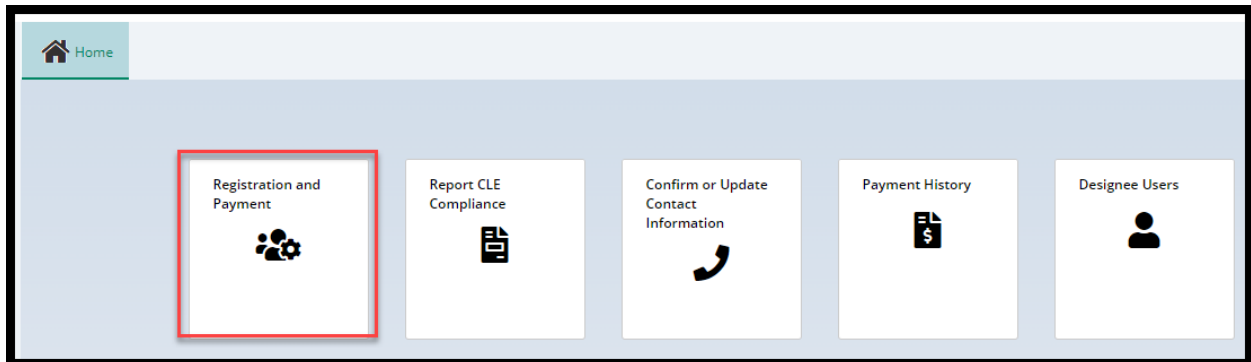 Home
Registration and
Payment
Report CLE
Compliance
Confirm or Update
Contact
Information
Payment History
$
Designee Users